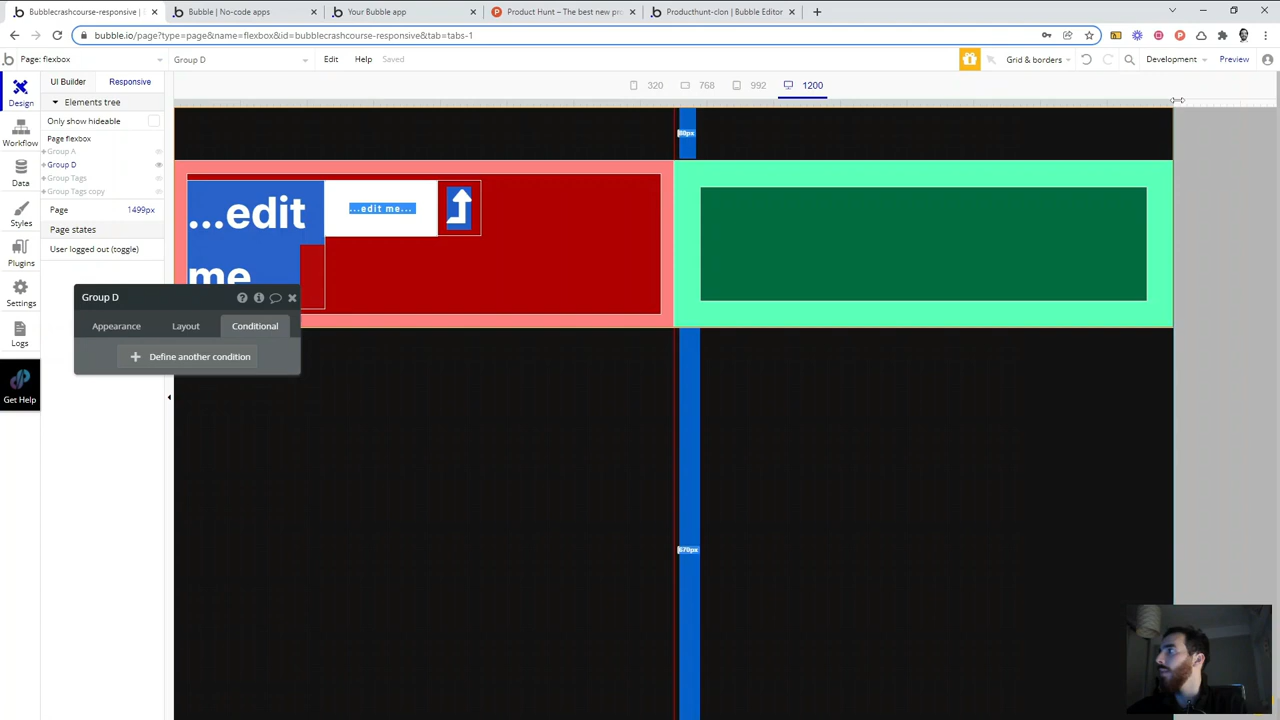 Bubblecrashcourse-responsive |
Bubble | No-code apps
Your Bubble app
Product Hunt – The best new pro
Producthunt-clon | Bubble Editor
bubble.io/page?type=page&name=flexbox&id=bubblecrashcourse-responsive&tab=tabs-1
Page: flexbox
Group D
Edit
Help
Saved
Grid & borders
Development
Preview
Design
Workflow
Data
Styles
Plugins
Settings
Logs
Get Help
UI Builder
Responsive
Elements tree
Only show hideable
Page flexbox
Group A
Group D
Group Tags
Group Tags copy
Page 1499px
Page states
User logged out (toggle)
320
768
992
1200
80px
...edit
me
...edit me...
Group D
Appearance
Layout
Conditional
Define another condition
670px